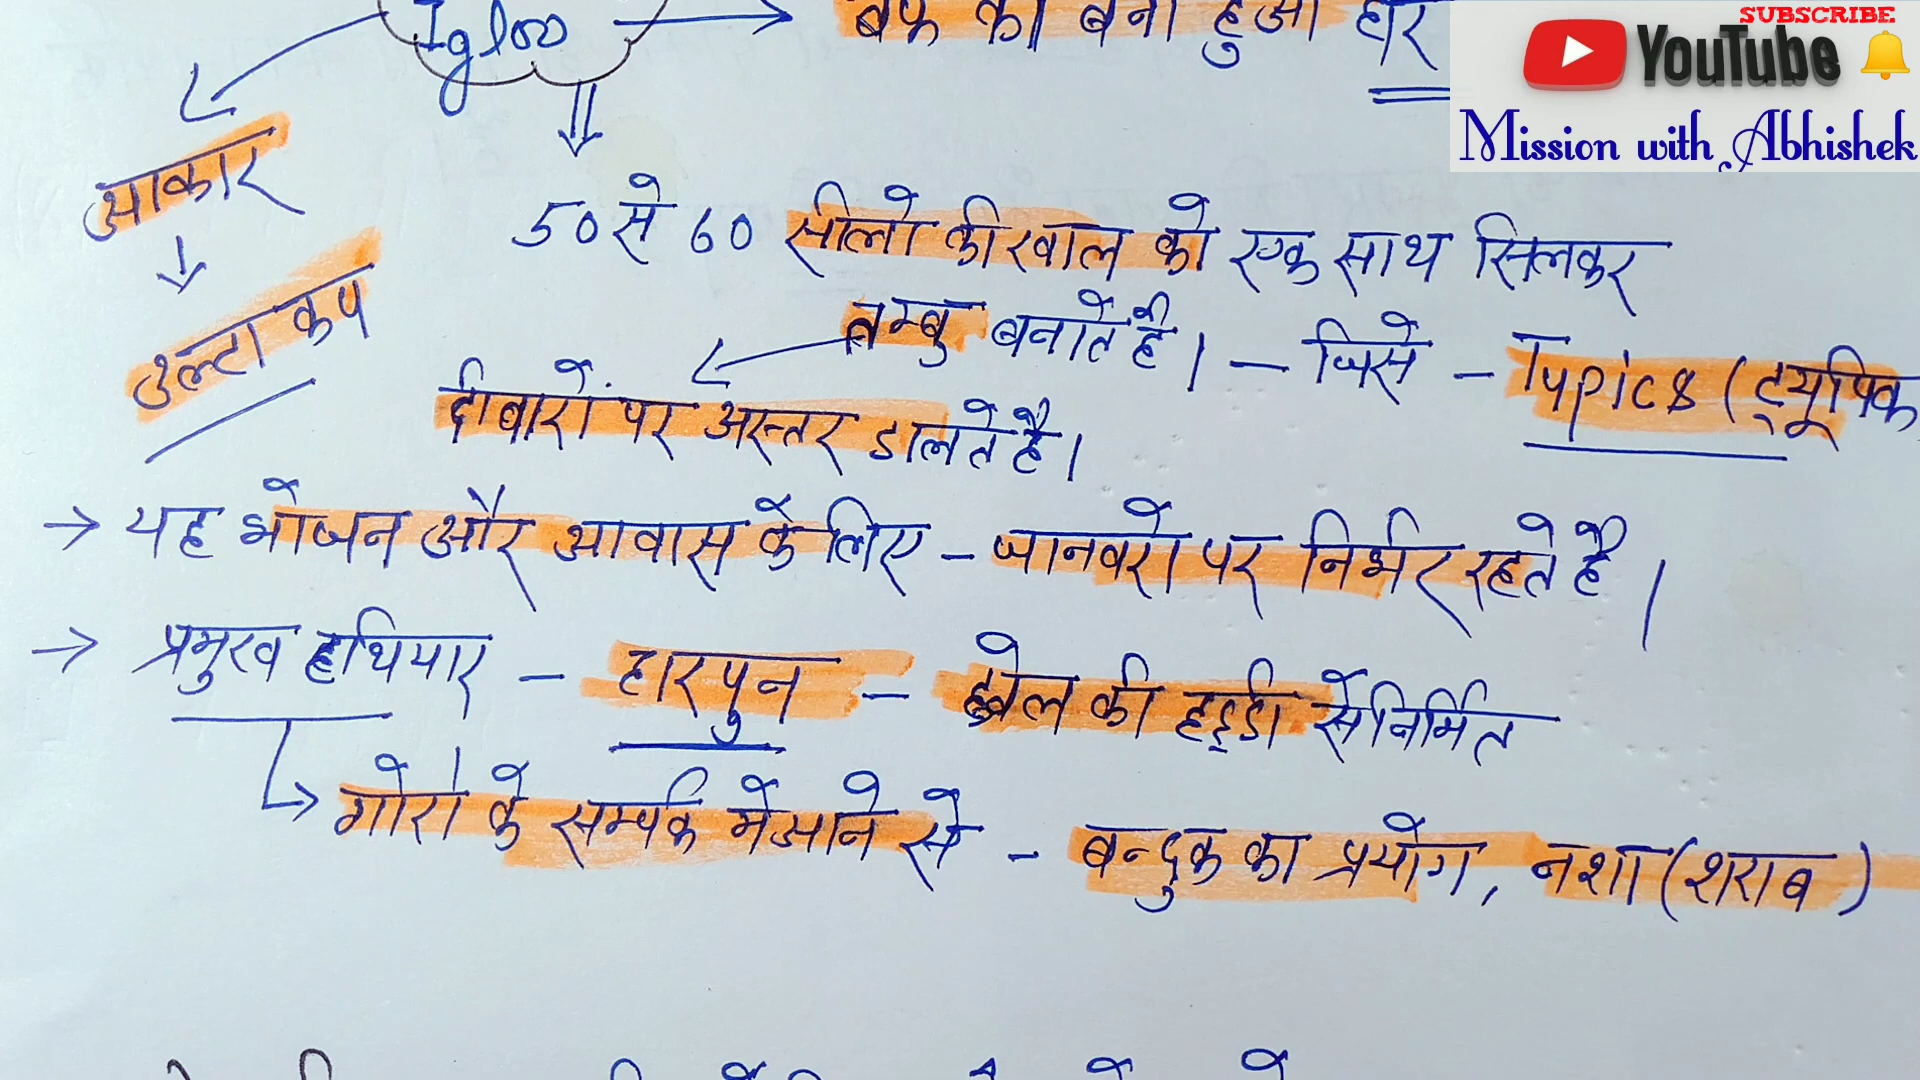 Igloo → बर्फ का बना हुआ घर
SUBSCRIBE
YouTube
Mission with Abhishek
आकार
↓
उल्टा कप
50 से 60 सीलो की खाल को एक साथ सिलकर
तम्बु बनाते है। – जिसे – Tupics (ट्यूपिक
दीवारों पर अस्तर डालते है।
→ यह भोजन और आवास के लिए – जानवरो पर निर्भर रहते है।
→ प्रमुख हथियार – हारपुन – ह्वेल की हड्डी से निर्मित
गोरो के सम्पर्क मे आने से – बन्दुक का प्रयोग, नशा (शराब)